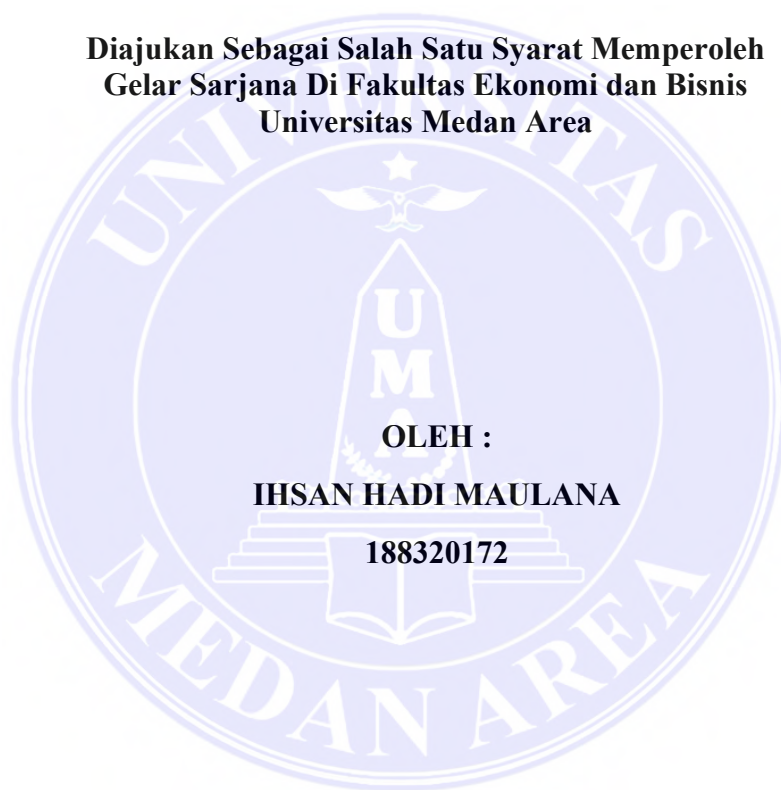 Diajukan Sebagai Salah Satu Syarat Memperoleh
Gelar Sarjana Di Fakultas Ekonomi dan Bisnis
Universitas Medan Area
UNIVERSITAS
U
M
A
OLEH :
IHSAN HADI MAULANA
188320172
MEDAN AREA